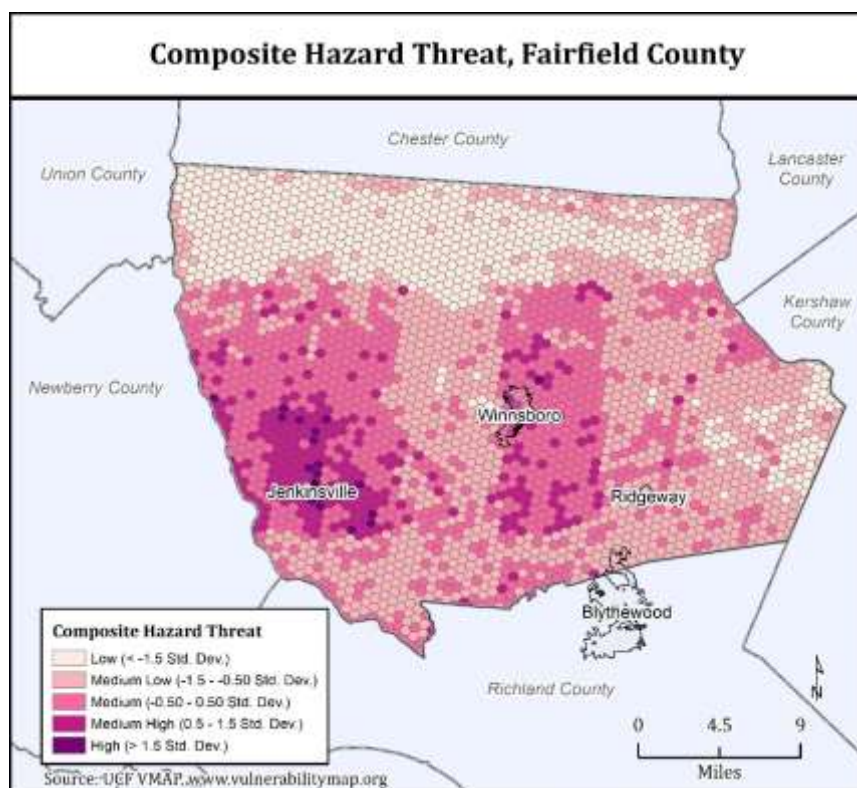 Composite Hazard Threat, Fairfield County
Chester County
Union County
Lancaster
County
Kershaw
County
Newberry County
Winnsboro
Jenkinsville
Ridgeway
Blythewood
Composite Hazard Threat
Low (< -1.5 Std. Dev.)
Medium Low (-1.5 - -0.50 Std. Dev.)
Medium (-0.50 - 0.50 Std. Dev.)
Medium High (0.5 - 1.5 Std. Dev.)
High (> 1.5 Std. Dev.)
Richland County
N
0 4.5 9
Miles
Source: UCF VMAP, www.vulnerabilitymap.org